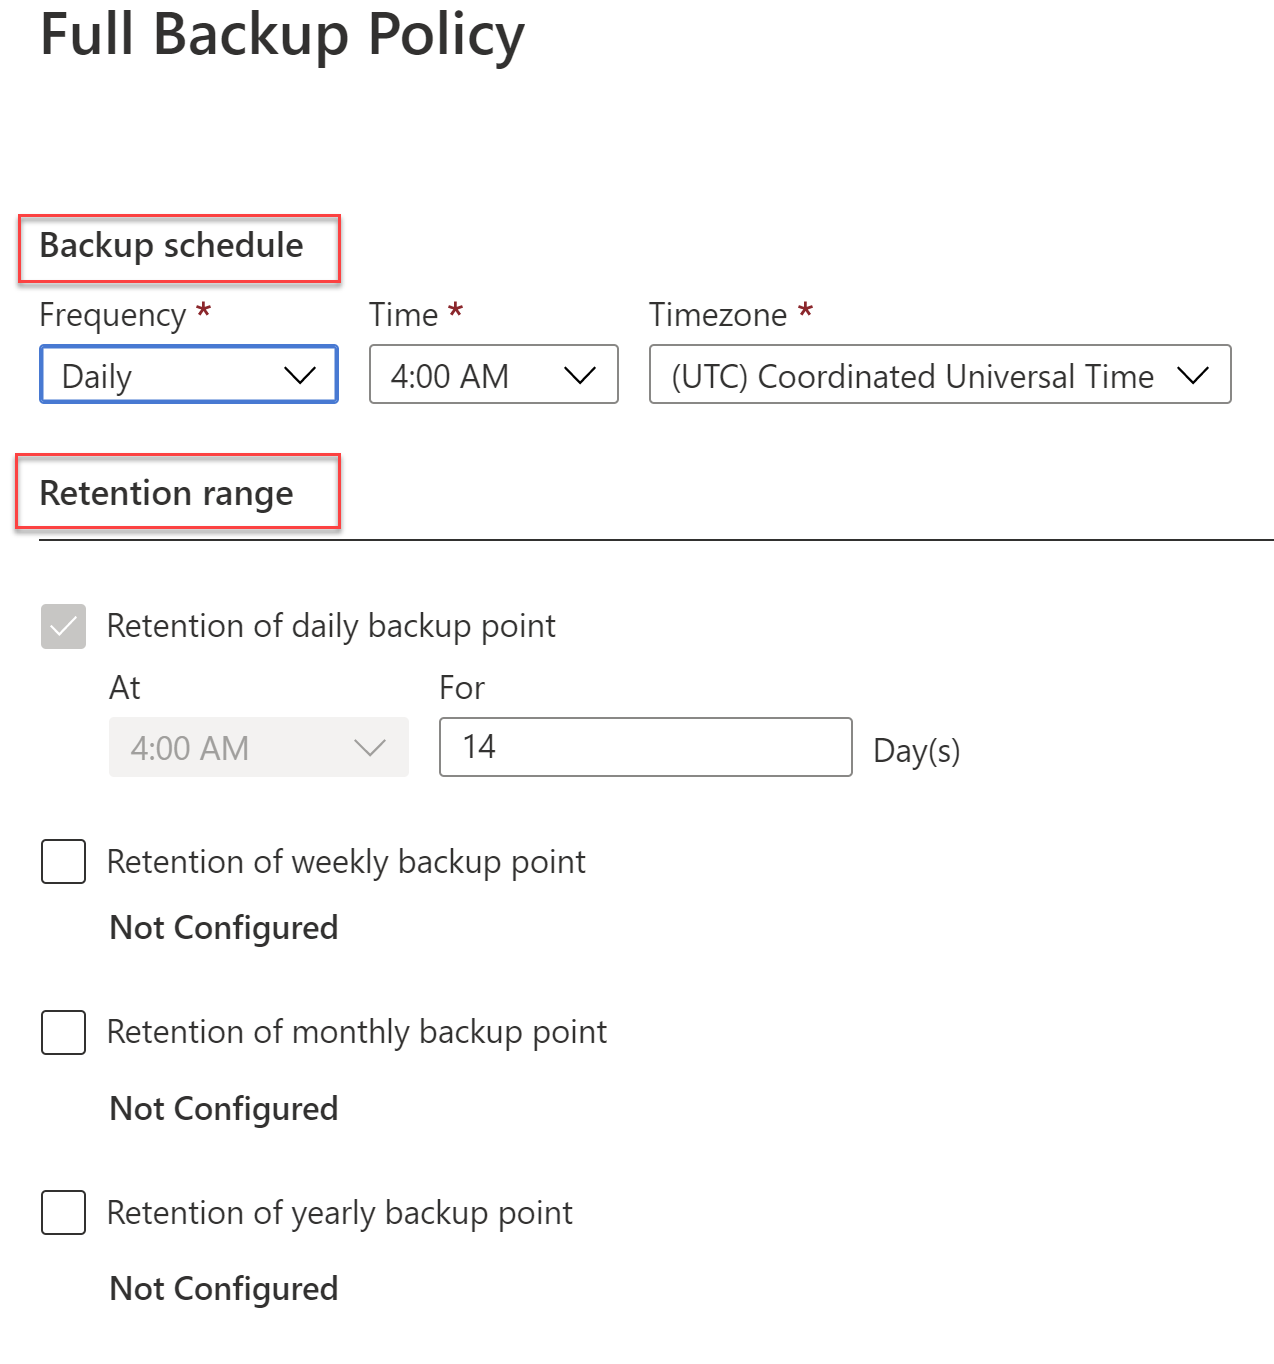 Full Backup Policy
Backup schedule
Frequency * Time * Timezone *
Daily 4:00 AM (UTC) Coordinated Universal Time
Retention range
Retention of daily backup point
At For
4:00 AM 14 Day(s)
Retention of weekly backup point
Not Configured
Retention of monthly backup point
Not Configured
Retention of yearly backup point
Not Configured